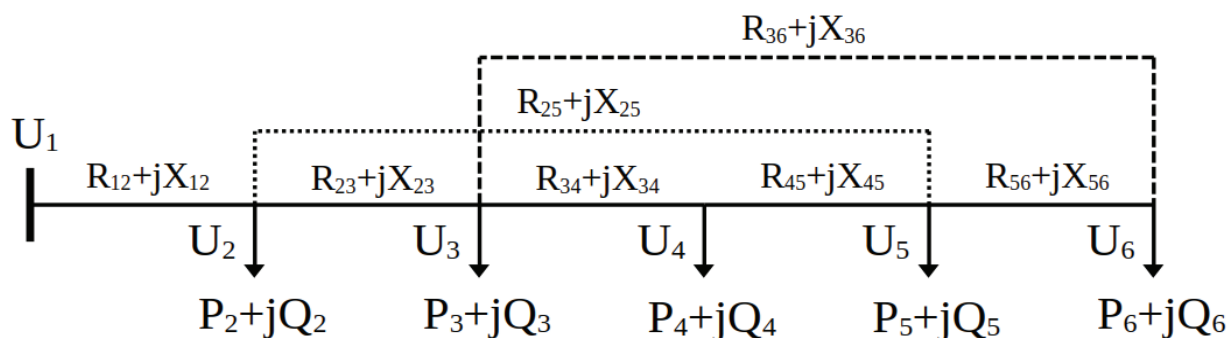 R₃₆+jX₃₆
R₂₅+jX₂₅
U₁
R₁₂+jX₁₂ R₂₃+jX₂₃ R₃₄+jX₃₄ R₄₅+jX₄₅ R₅₆+jX₅₆
U₂ U₃ U₄ U₅ U₆
P₂+jQ₂ P₃+jQ₃ P₄+jQ₄ P₅+jQ₅ P₆+jQ₆